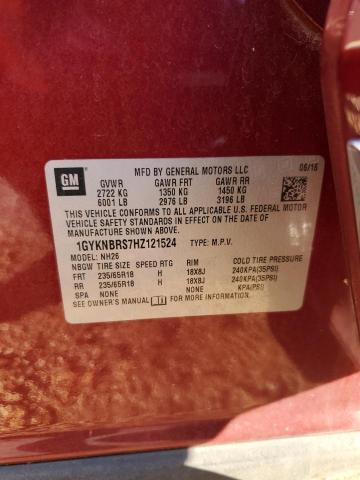 GM
MFD BY GENERAL MOTORS LLC 06/16
GVWR GAWR FRT GAWR RR
2722 KG 1350 KG 1450 KG
6001 LB 2976 LB 3196 LB
THIS VEHICLE CONFORMS TO ALL APPLICABLE U.S. FEDERAL MOTOR
VEHICLE SAFETY STANDARDS IN EFFECT ON THE DATE OF
MANUFACTURE SHOWN ABOVE.
1GYKNBRS7HZ121524 TYPE: M.P.V.
MODEL: NH26
NBGW TIRE SIZE SPEED RTG RIM COLD TIRE PRESSURE
FRT 235/65R18 H 18X8J 240KPA(35PSI)
RR 235/65R18 H 18X8J 240KPA(35PSI)
SPA NONE NONE KPA(PSI)
SEE OWNER'S MANUAL FOR MORE INFORMATION.